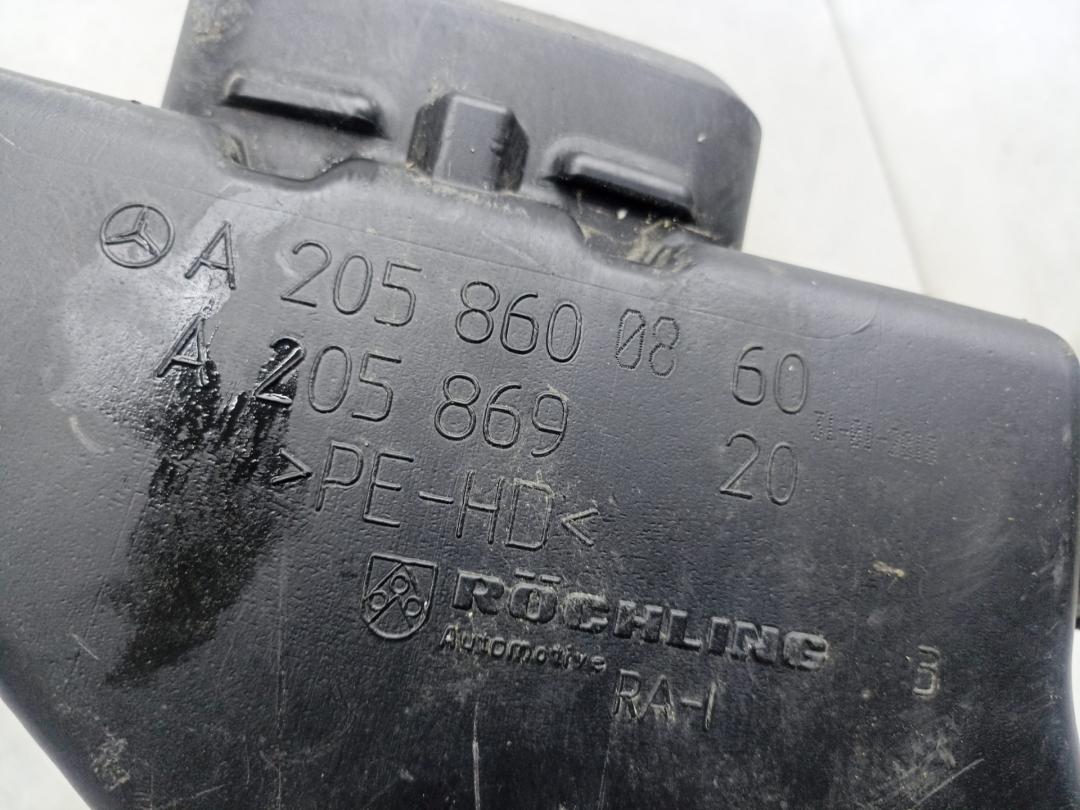 A 205 860 08 60
A 205 869 20
>PE-HD<
RÖCHLING
Automotive
RA-I
3